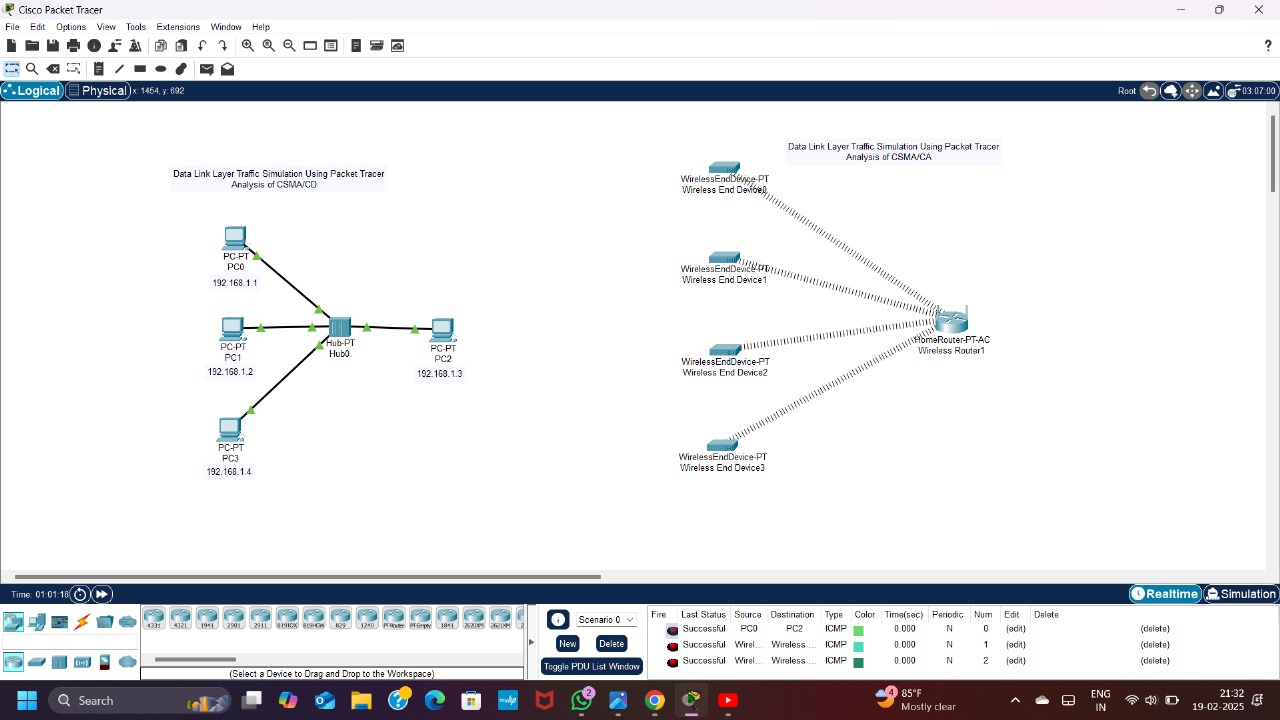 Cisco Packet Tracer
File Edit Options View Tools Extensions Window Help
?
Logical Physical x: 1454, y: 692 Root 03:07:00
Data Link Layer Traffic Simulation Using Packet Tracer
Analysis of CSMA/CD
PC-PT
PC0
192.168.1.1
PC-PT
PC1
192.168.1.2
Hub-PT
Hub0
PC-PT
PC2
192.168.1.3
PC-PT
PC3
192.168.1.4
Data Link Layer Traffic Simulation Using Packet Tracer
Analysis of CSMA/CA
WirelessEndDevice-PT
Wireless End Device0
WirelessEndDevice-PT
Wireless End Device1
WirelessEndDevice-PT
Wireless End Device2
WirelessEndDevice-PT
Wireless End Device3
HomeRouter-PT-AC
Wireless Router1
Time: 01:01:18 Realtime Simulation
4331 4321 1941 2901 2911 819IOX 819HGW 829 1240 PT-Router PT-Empty 1841 2620XM 2621XM
(Select a Device to Drag and Drop to the Workspace)
Scenario 0
New Delete
Toggle PDU List Window
Fire Last Status Source Destination Type Color Time(sec) Periodic Num Edit Delete
Successful PC0 PC2 ICMP 0.000 N 0 (edit) (delete)
Successful Wirel... Wireless ... ICMP 0.000 N 1 (edit) (delete)
Successful Wirel... Wireless ... ICMP 0.000 N 2 (edit) (delete)
Search
myhp
2
4
85°F
Mostly clear
ENG
IN
21:32
19-02-2025